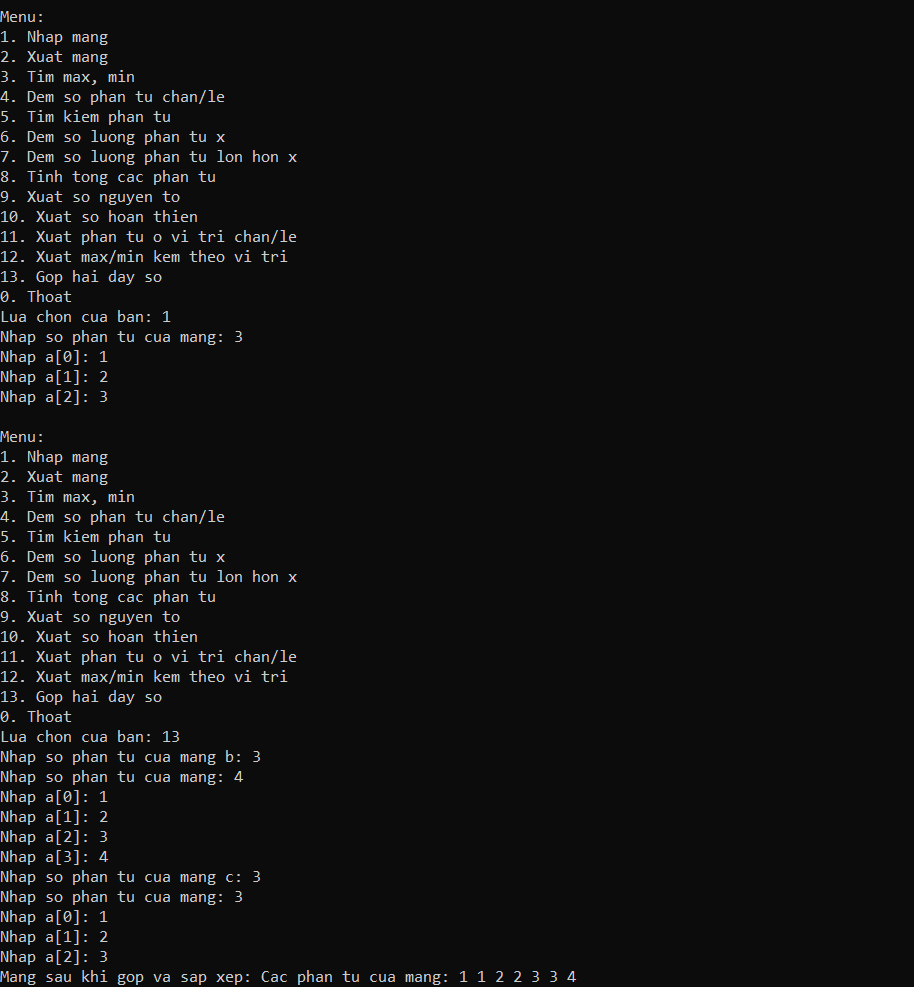 Menu:
1. Nhap mang
2. Xuat mang
3. Tim max, min
4. Dem so phan tu chan/le
5. Tim kiem phan tu
6. Dem so luong phan tu x
7. Dem so luong phan tu lon hon x
8. Tinh tong cac phan tu
9. Xuat so nguyen to
10. Xuat so hoan thien
11. Xuat phan tu o vi tri chan/le
12. Xuat max/min kem theo vi tri
13. Gop hai day so
0. Thoat
Lua chon cua ban: 1
Nhap so phan tu cua mang: 3
Nhap a[0]: 1
Nhap a[1]: 2
Nhap a[2]: 3

Menu:
1. Nhap mang
2. Xuat mang
3. Tim max, min
4. Dem so phan tu chan/le
5. Tim kiem phan tu
6. Dem so luong phan tu x
7. Dem so luong phan tu lon hon x
8. Tinh tong cac phan tu
9. Xuat so nguyen to
10. Xuat so hoan thien
11. Xuat phan tu o vi tri chan/le
12. Xuat max/min kem theo vi tri
13. Gop hai day so
0. Thoat
Lua chon cua ban: 13
Nhap so phan tu cua mang b: 3
Nhap so phan tu cua mang: 4
Nhap a[0]: 1
Nhap a[1]: 2
Nhap a[2]: 3
Nhap a[3]: 4
Nhap so phan tu cua mang c: 3
Nhap so phan tu cua mang: 3
Nhap a[0]: 1
Nhap a[1]: 2
Nhap a[2]: 3
Mang sau khi gop va sap xep: Cac phan tu cua mang: 1 1 2 2 3 3 4